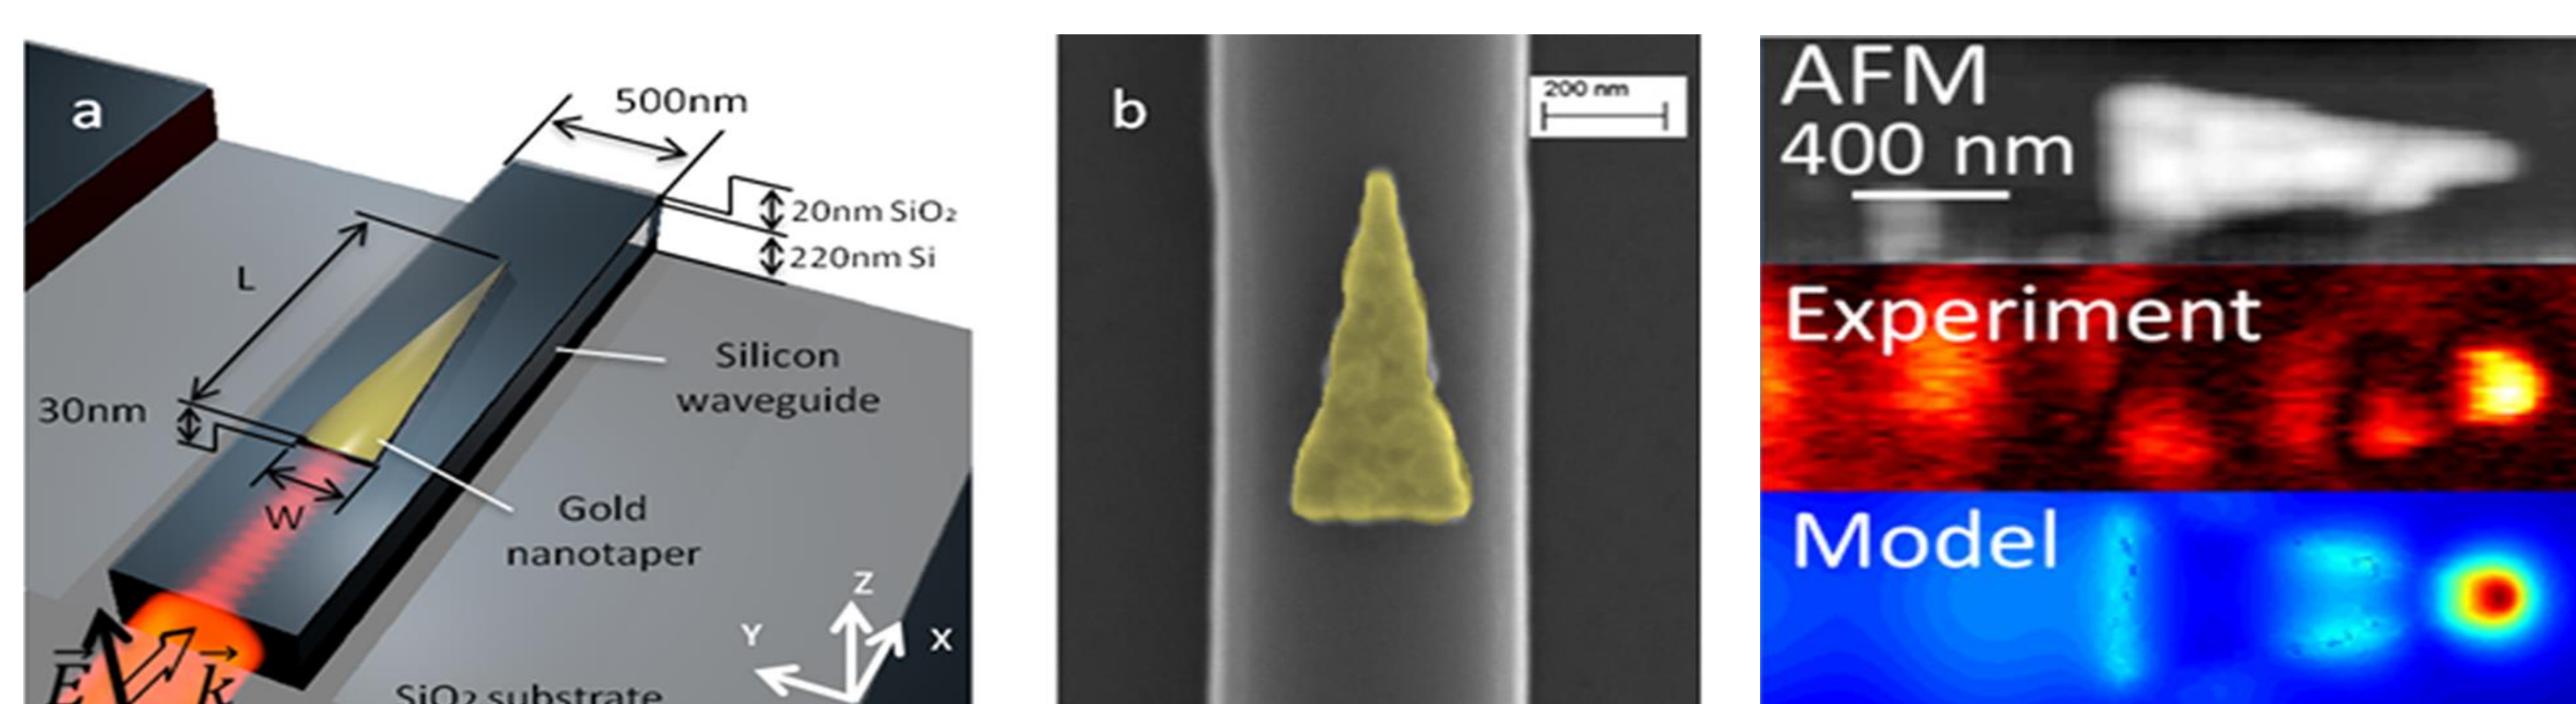 a
500nm
20nm SiO₂
220nm Si
L
30nm
Silicon
waveguide
W
Gold
nanotaper
Z
Y
X
E
k
SiO₂ substrate
b
200 nm
AFM
400 nm
Experiment
Model